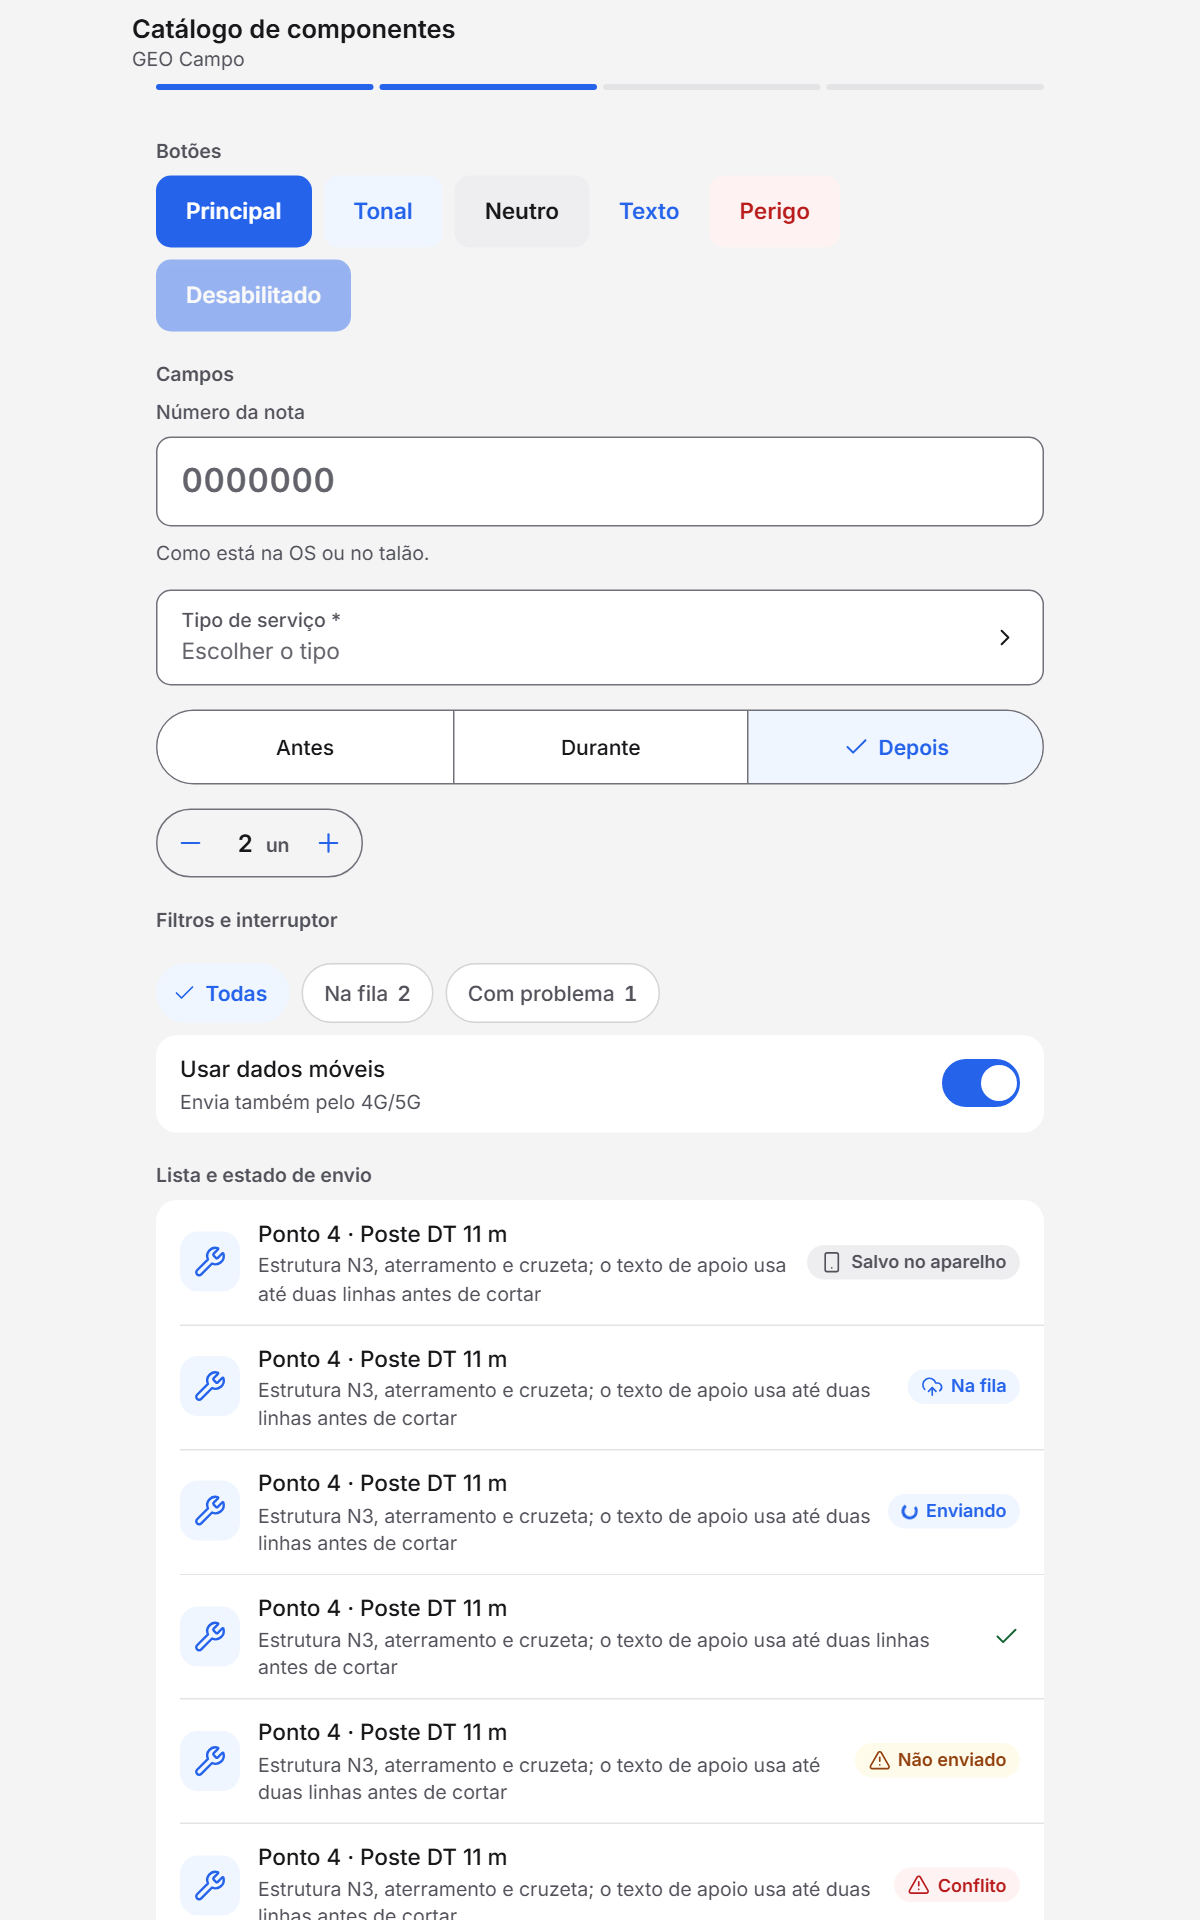 Catálogo de componentes
GEO Campo
Botões
Principal
Tonal
Neutro
Texto
Perigo
Desabilitado
Campos
Número da nota
0000000
Como está na OS ou no talão.
Tipo de serviço *
Escolher o tipo
Antes
Durante
Depois
2 un
Filtros e interruptor
Todas
Na fila 2
Com problema 1
Usar dados móveis
Envia também pelo 4G/5G
Lista e estado de envio
Ponto 4 · Poste DT 11 m
Estrutura N3, aterramento e cruzeta; o texto de apoio usa
até duas linhas antes de cortar
Salvo no aparelho
Ponto 4 · Poste DT 11 m
Estrutura N3, aterramento e cruzeta; o texto de apoio usa até duas
linhas antes de cortar
Na fila
Ponto 4 · Poste DT 11 m
Estrutura N3, aterramento e cruzeta; o texto de apoio usa até duas
linhas antes de cortar
Enviando
Ponto 4 · Poste DT 11 m
Estrutura N3, aterramento e cruzeta; o texto de apoio usa até duas linhas
antes de cortar
Ponto 4 · Poste DT 11 m
Estrutura N3, aterramento e cruzeta; o texto de apoio usa até
duas linhas antes de cortar
Não enviado
Ponto 4 · Poste DT 11 m
Estrutura N3, aterramento e cruzeta; o texto de apoio usa até duas
linhas antes de cortar
Conflito